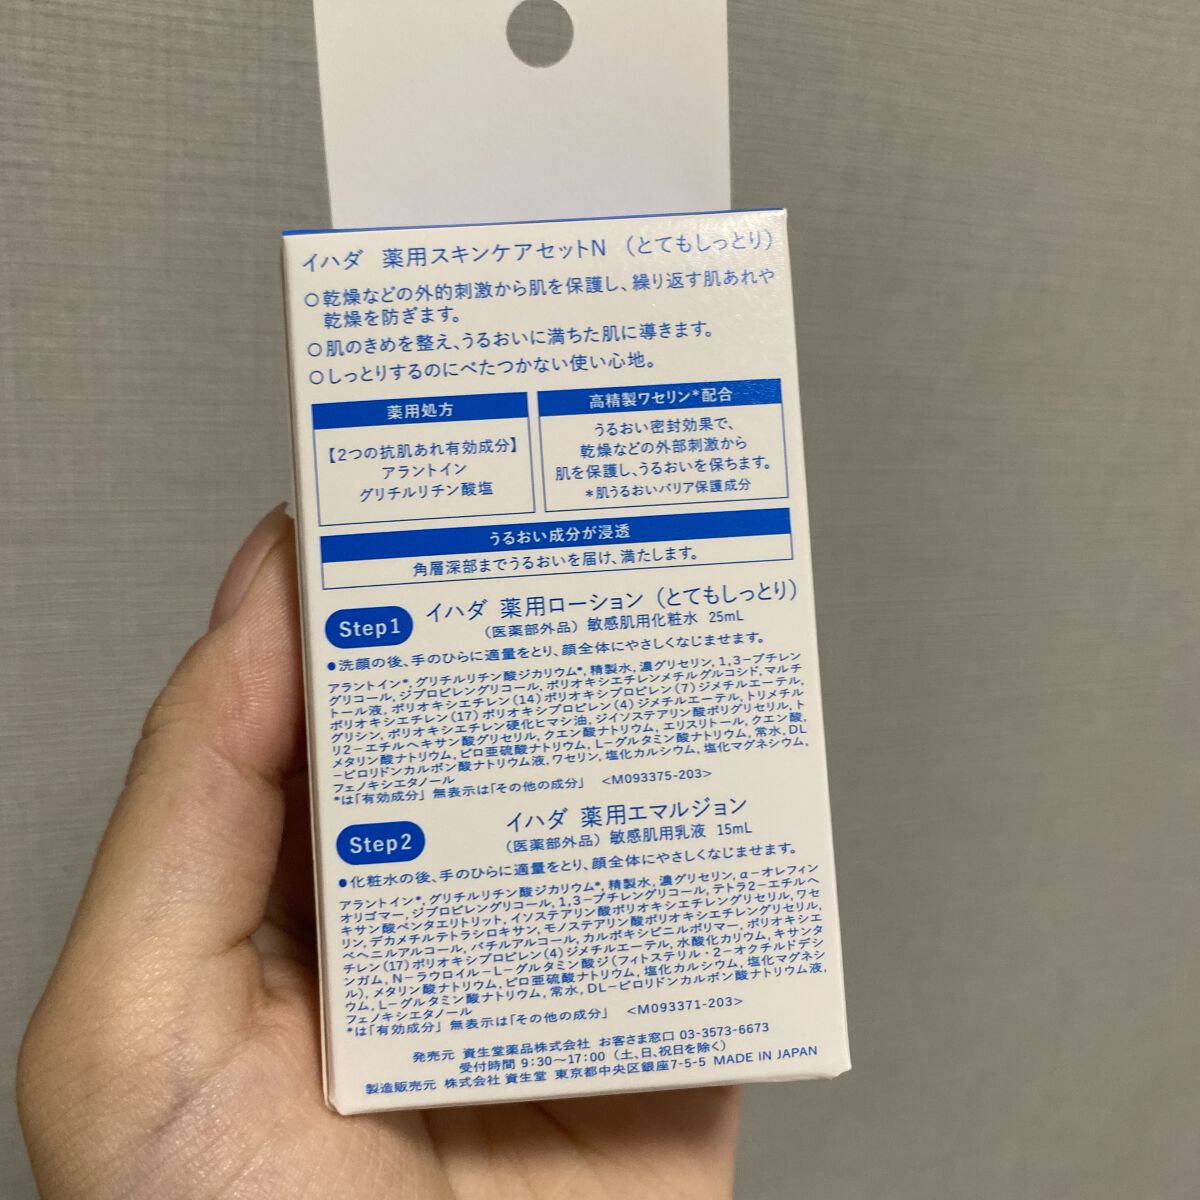 イハダ 薬用スキンケアセットN （とてもしっとり）
○乾燥などの外的刺激から肌を保護し、繰り返す肌あれや
乾燥を防ぎます。
○肌のきめを整え、うるおいに満ちた肌に導きます。
○しっとりするのにべたつかない使い心地。
薬用処方
【2つの抗肌あれ有効成分】
アラントイン
グリチルリチン酸塩
高精製ワセリン*配合
うるおい密封効果で、
乾燥などの外部刺激から
肌を保護し、うるおいを保ちます。
*肌うるおいバリア保護成分
うるおい成分が浸透
角層深部までうるおいを届け、満たします。
Step1
イハダ 薬用ローション（とてもしっとり）
（医薬部外品）敏感肌用化粧水 25mL
●洗顔の後、手のひらに適量をとり、顔全体にやさしくなじませます。
アラントイン*, グリチルリチン酸ジカリウム*, 精製水, 濃グリセリン, 1,3−ブチレン
グリコール, ジプロピレングリコール, ポリオキシエチレンメチルグルコシド, マルチ
トール液, ポリオキシエチレン（14）ポリオキシプロピレン（7）ジメチルエーテル,
ポリオキシエチレン（17）ポリオキシプロピレン（4）ジメチルエーテル, トリメチル
グリシン, ポリオキシエチレン硬化ヒマシ油, ジイソステアリン酸ポリグリセリル, ト
リ2−エチルヘキサン酸グリセリル, クエン酸ナトリウム, エリスリトール, クエン酸,
メタリン酸ナトリウム, ピロ亜硫酸ナトリウム, L−グルタミン酸ナトリウム, 常水, DL
−ピロリドンカルボン酸ナトリウム液, ワセリン, 塩化カルシウム, 塩化マグネシウム,
フェノキシエタノール
*は「有効成分」無表示は「その他の成分」 <M093375-203>
Step2
イハダ 薬用エマルジョン
（医薬部外品）敏感肌用乳液 15mL
●化粧水の後、手のひらに適量をとり、顔全体にやさしくなじませます。
アラントイン*, グリチルリチン酸ジカリウム*, 精製水, 濃グリセリン, α−オレフィン
オリゴマー, ジプロピレングリコール, 1,3−ブチレングリコール, テトラ2−エチルヘ
キサン酸ペンタエリトリット, イソステアリン酸ポリオキシエチレングリセリル, ワセ
リン, デカメチルテトラシロキサン, モノステアリン酸ポリオキシエチレングリセリル,
ベヘニルアルコール, バチルアルコール, カルボキシビニルポリマー, ポリオキシエ
チレン（17）ポリオキシプロピレン（4）ジメチルエーテル, 水酸化カリウム, キサンタ
ンガム, N−ラウロイル−L−グルタミン酸ジ（フィトステリル・2−オクチルドデシ
ル）, メタリン酸ナトリウム, ピロ亜硫酸ナトリウム, 塩化カルシウム, 塩化マグネシ
ウム, L−グルタミン酸ナトリウム, 常水, DL−ピロリドンカルボン酸ナトリウム液,
フェノキシエタノール
*は「有効成分」無表示は「その他の成分」 <M093371-203>
発売元 資生堂薬品株式会社 お客さま窓口 03-3573-6673
受付時間 9:30～17:00（土、日、祝日を除く）
製造販売元 株式会社 資生堂 東京都中央区銀座7-5-5 MADE IN JAPAN